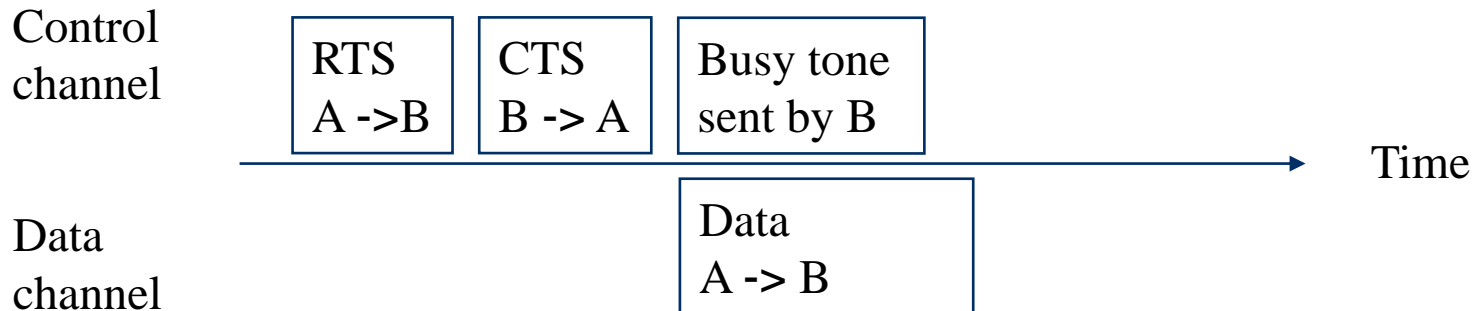 Control
channel
RTS
A ->B
CTS
B -> A
Busy tone
sent by B
Time
Data
channel
Data
A -> B